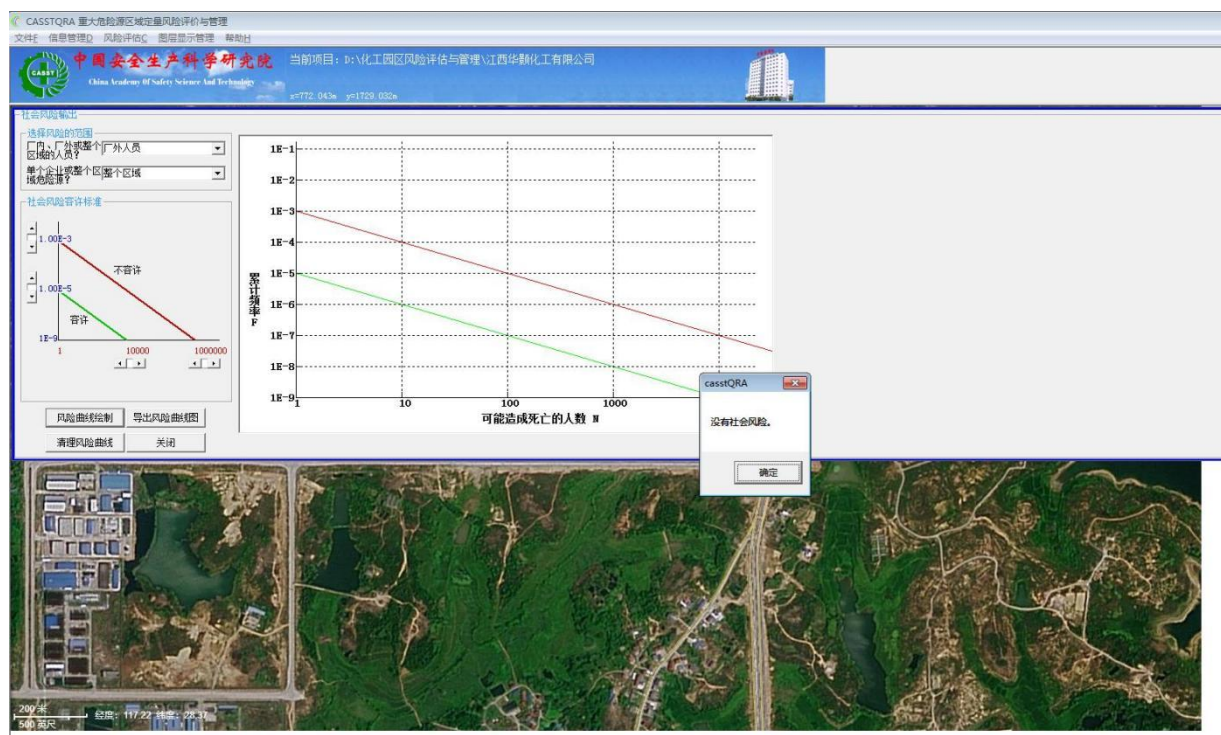 CASSTQRA 重大危险源区域定量风险评价与管理
文件F 信息管理D 风险评估C 图层显示管理 帮助H
CASST
中国安全生产科学研究院
China Academy Of Safety Science And Technology
当前项目: D:\化工园区风险评估与管理\江西华颢化工有限公司
x=772.043m y=1729.032m
社会风险输出
选择风险的范围
厂内、厂外或整个区域的人员?
厂外人员
单个企业或整个区域危险源?
整个区域
社会风险容许标准
1.00E-3
不容许
1.00E-5
容许
1E-9
1 10000 1000000
风险曲线绘制 导出风险曲线图
清理风险曲线 关闭
1E-1
1E-2
1E-3
1E-4
1E-5
1E-6
1E-7
1E-8
1E-9
累计频率F
1 10 100 1000
可能造成死亡的人数 N
casstQRA
没有社会风险。
确定
200 米
500 英尺
经度: 117.22 纬度: 28.37